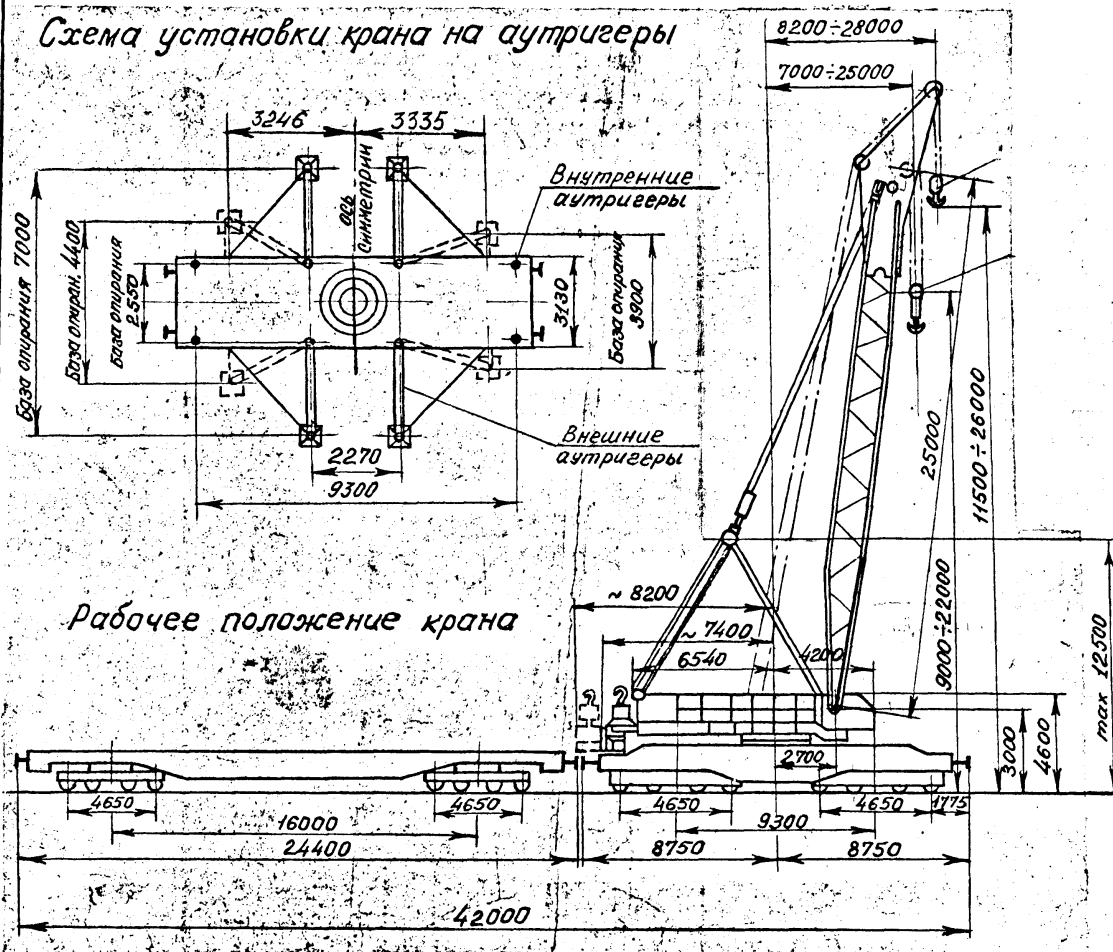 Схема установки крана на аутригеры
8200÷28000
7000÷25000
3246
3335
ось
симметрии
Внутренние
аутригеры
База опирания 7000
База опиран. 4400
База опирания
2550
3130
База опирания
3900
Внешние
аутригеры
2270
9300
25000
11500÷26000
9000÷22000
max 12500
Рабочее положение крана
~8200
~7400
6540
4200
2700
3000
4600
4650
4650
4650
4650
1775
16000
9300
24400
8750
8750
42000